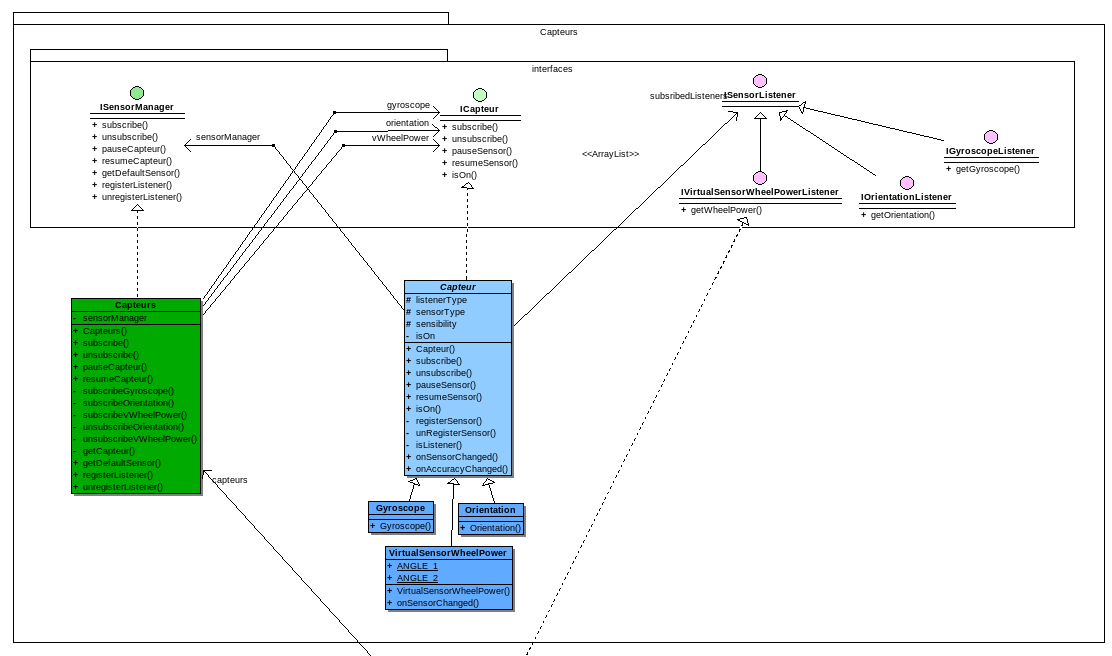 Capteurs
interfaces
ISensorManager
+ subscribe()
+ unsubscribe()
+ pauseCapteur()
+ resumeCapteur()
+ getDefaultSensor()
+ registerListener()
+ unregisterListener()
sensorManager
gyroscope
orientation
vWheelPower
ICapteur
+ subscribe()
+ unsubscribe()
+ pauseSensor()
+ resumeSensor()
+ isOn()
subsribedListeners
ISensorListener
<<ArrayList>>
IGyroscopeListener
+ getGyroscope()
IVirtualSensorWheelPowerListener
+ getWheelPower()
IOrientationListener
+ getOrientation()
Capteurs
- sensorManager
+ Capteurs()
+ subscribe()
+ unsubscribe()
+ pauseCapteur()
+ resumeCapteur()
- subscribeGyroscope()
- subscribeOrientation()
- subscribeVWheelPower()
- unsubscribeOrientation()
- unsubscribeVWheelPower()
- getCapteur()
+ getDefaultSensor()
+ registerListener()
+ unregisterListener()
capteurs
Capteur
# listenerType
# sensorType
# sensibility
- isOn
+ Capteur()
+ subscribe()
+ unsubscribe()
+ pauseSensor()
+ resumeSensor()
+ isOn()
- registerSensor()
- unRegisterSensor()
- isListener()
+ onSensorChanged()
+ onAccuracyChanged()
Gyroscope
+ Gyroscope()
Orientation
+ Orientation()
VirtualSensorWheelPower
+ ANGLE_1
+ ANGLE_2
+ VirtualSensorWheelPower()
+ onSensorChanged()